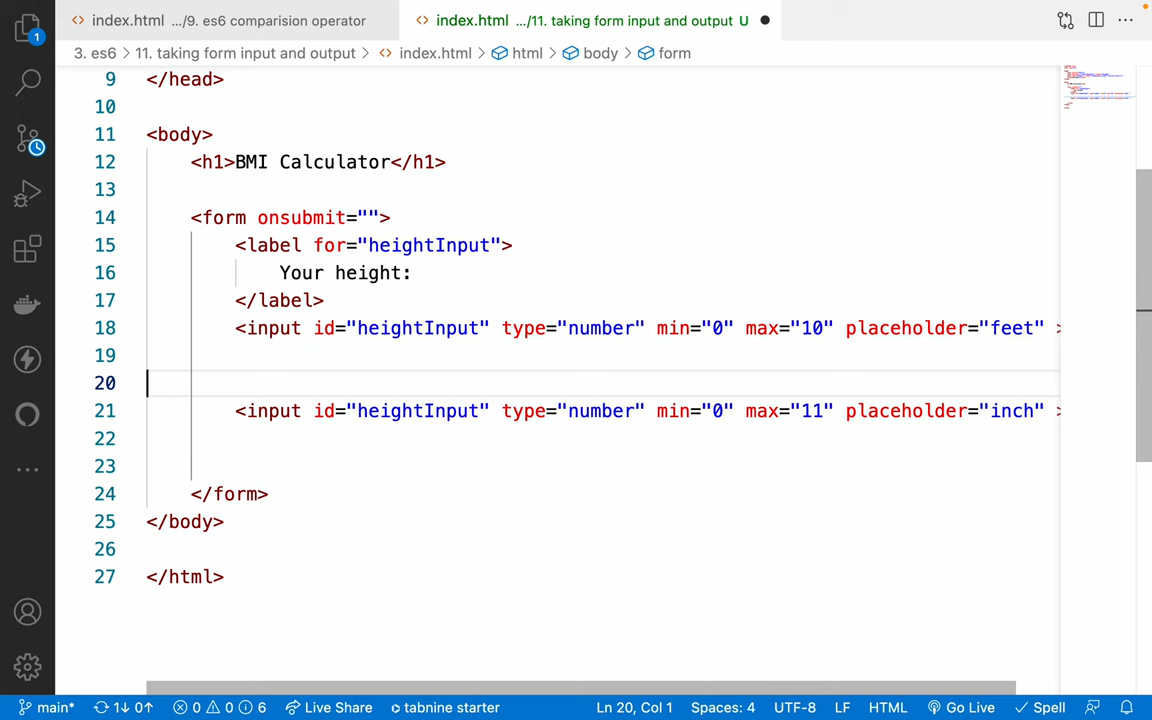 index.html .../9. es6 comparision operator
index.html .../11. taking form input and output U
3. es6 > 11. taking form input and output > index.html > html > body > form
1
9 </head>
10
11 <body>
12 <h1>BMI Calculator</h1>
13
14 <form onsubmit="">
15 <label for="heightInput">
16 Your height:
17 </label>
18 <input id="heightInput" type="number" min="0" max="10" placeholder="feet" >
19
20
21 <input id="heightInput" type="number" min="0" max="11" placeholder="inch" >
22
23
24 </form>
25 </body>
26
27 </html>
main* 1↓ 0↑ 0 0 6 Live Share tabnine starter Ln 20, Col 1 Spaces: 4 UTF-8 LF HTML Go Live Spell